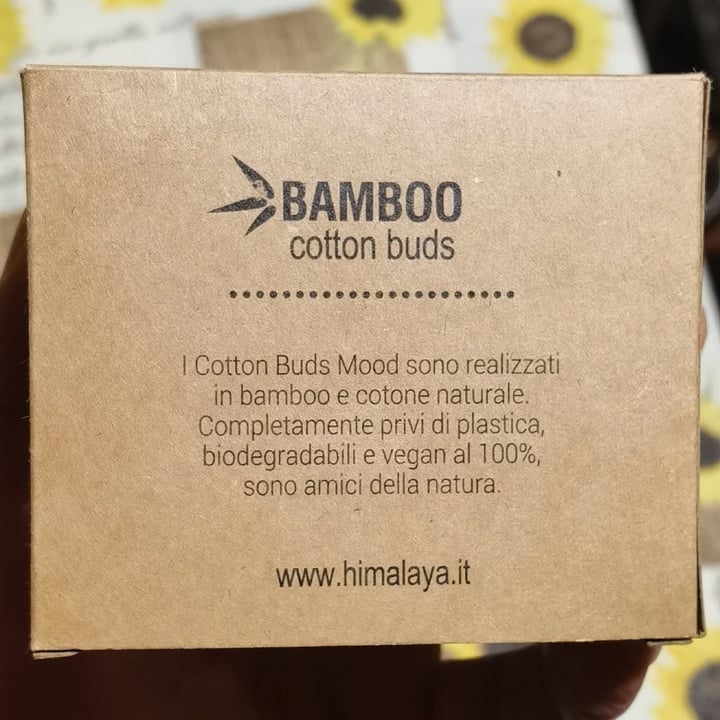 BAMBOO
cotton buds
I Cotton Buds Mood sono realizzati
in bamboo e cotone naturale.
Completamente privi di plastica,
biodegradabili e vegan al 100%,
sono amici della natura.
www.himalaya.it